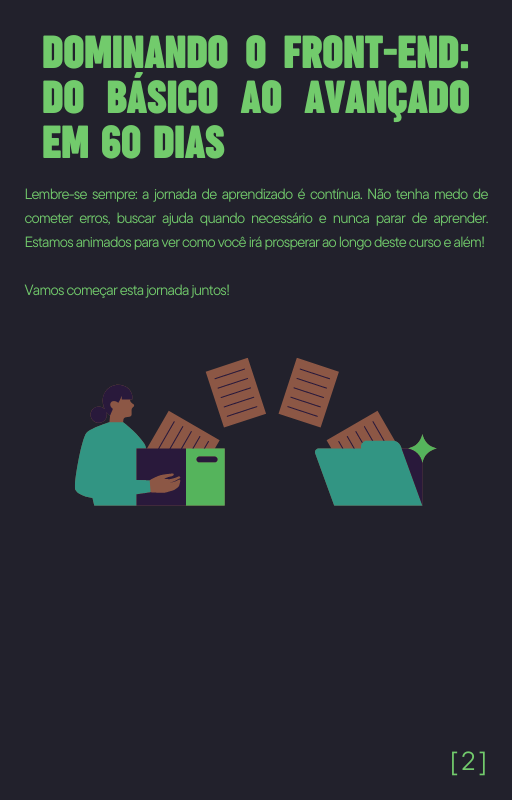 DOMINANDO O FRONT-END:
DO BÁSICO AO AVANÇADO
EM 60 DIAS
Lembre-se sempre: a jornada de aprendizado é contínua. Não tenha medo de
cometer erros, buscar ajuda quando necessário e nunca parar de aprender.
Estamos animados para ver como você irá prosperar ao longo deste curso e além!
Vamos começar esta jornada juntos!
[2]